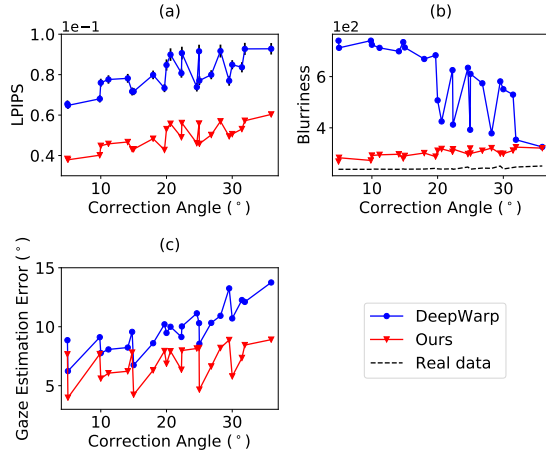 (a)
1e−1
1.0
0.8
0.6
0.4
LPIPS
10
20
30
Correction Angle (°)
(b)
1e2
6
4
Blurriness
0
10
20
30
Correction Angle (°)
(c)
15
10
5
Gaze Estimation Error (°)
10
20
30
Correction Angle (°)
DeepWarp
Ours
Real data